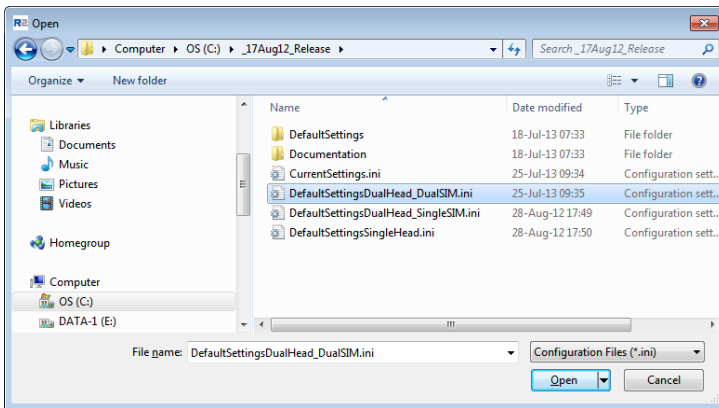 R2 Open
Computer OS (C:) _17Aug12_Release
Search _17Aug12_Release
Organize New folder
Name Date modified Type
Libraries
Documents
Music
Pictures
Videos
Homegroup
Computer
OS (C:)
DATA-1 (E:)
DefaultSettings 18-Jul-13 07:33 File folder
Documentation 18-Jul-13 07:33 File folder
CurrentSettings.ini 25-Jul-13 09:34 Configuration sett...
DefaultSettingsDualHead_DualSIM.ini 25-Jul-13 09:35 Configuration sett...
DefaultSettingsDualHead_SingleSIM.ini 28-Aug-12 17:49 Configuration sett...
DefaultSettingsSingleHead.ini 28-Aug-12 17:50 Configuration sett...
File name: DefaultSettingsDualHead_DualSIM.ini Configuration Files (*.ini)
Open Cancel